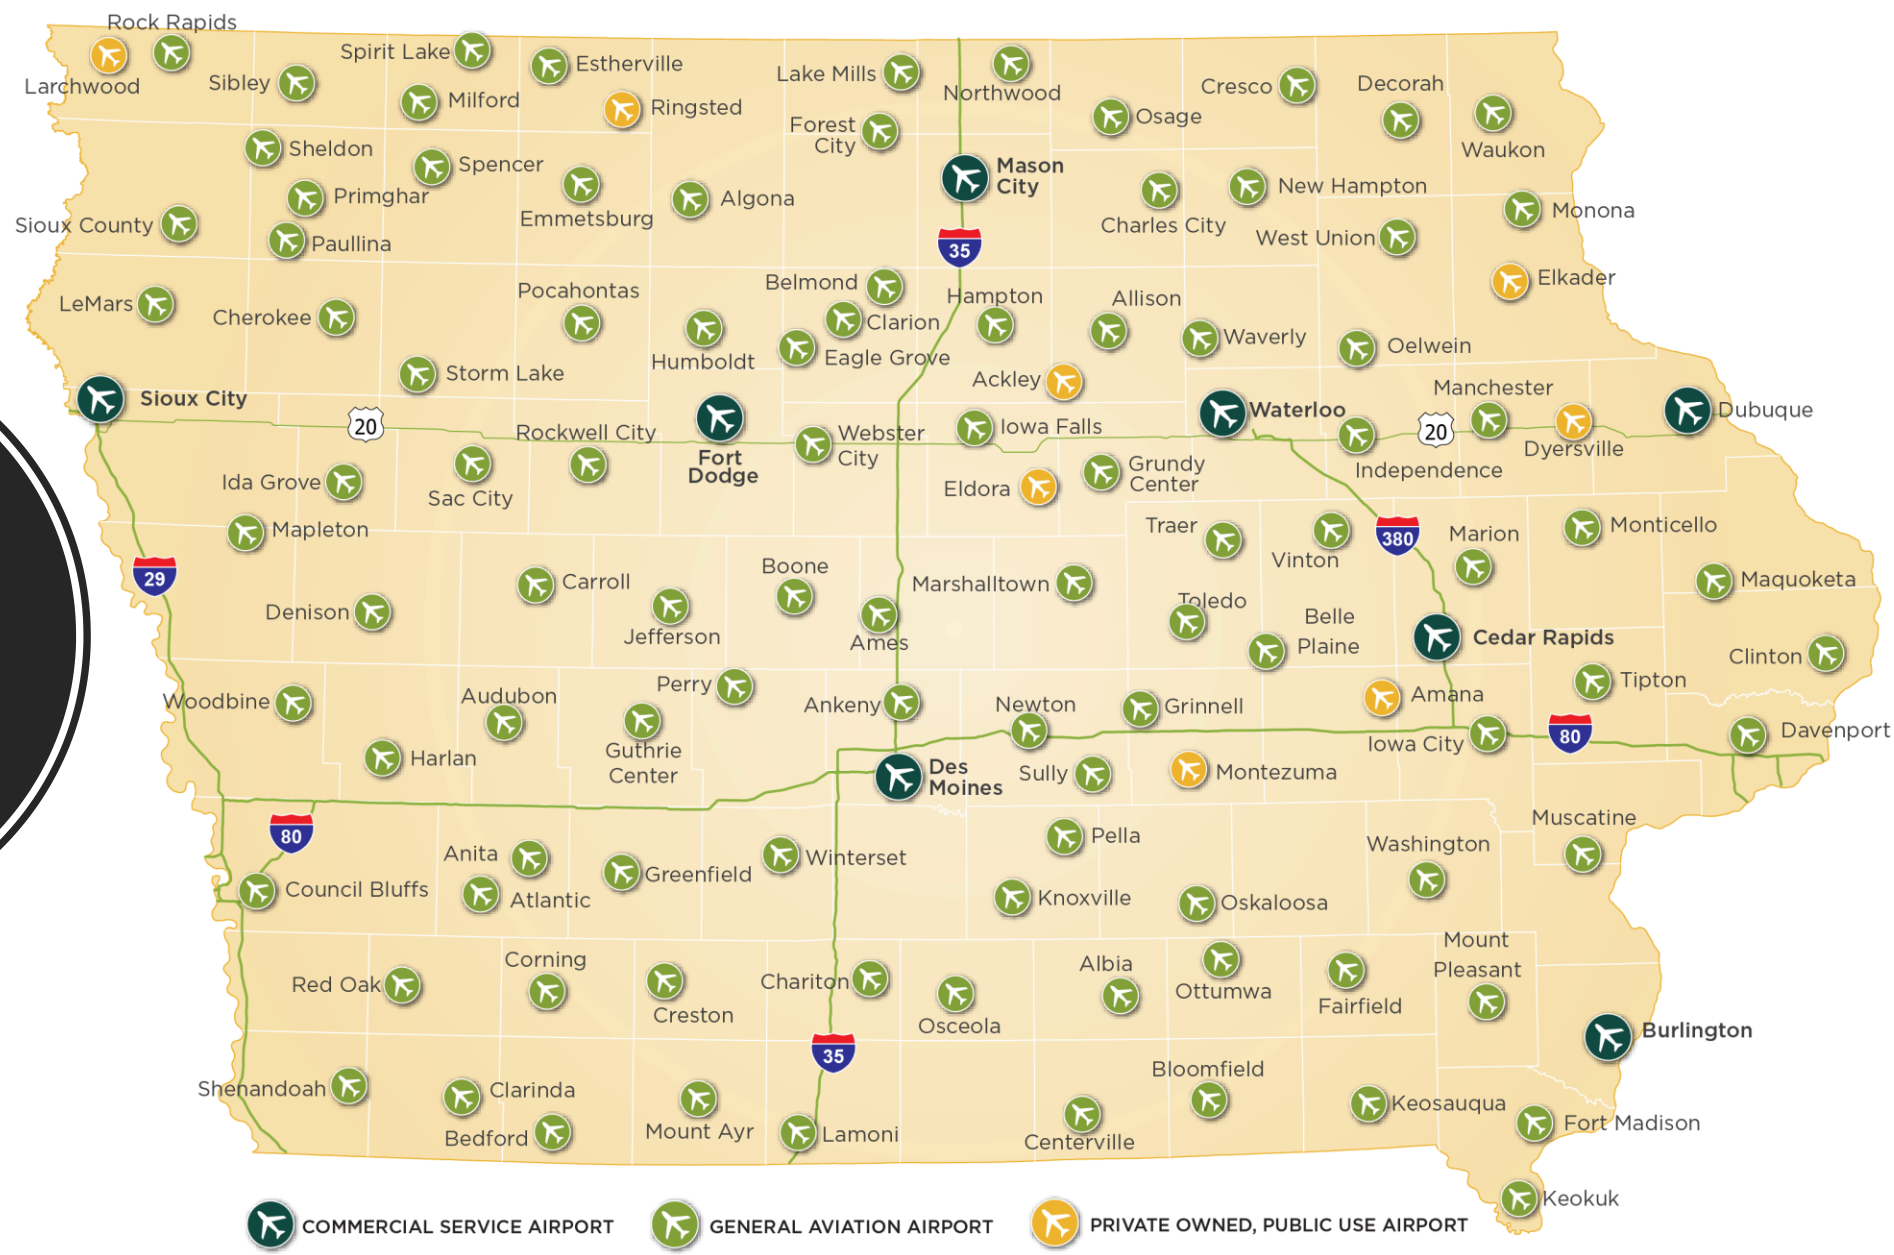 Rock Rapids
Larchwood
Sibley
Spirit Lake
Milford
Estherville
Ringsted
Lake Mills
Northwood
Forest
City
Osage
Cresco
Decorah
Waukon
Sheldon
Spencer
Primghar
Emmetsburg
Algona
Mason
City
Charles City
New Hampton
Monona
Sioux County
Paullina
35
West Union
Elkader
LeMars
Cherokee
Pocahontas
Humboldt
Belmond
Clarion
Eagle Grove
Hampton
Allison
Waverly
Oelwein
Storm Lake
Ackley
Manchester
Sioux City
20
Rockwell City
Fort
Dodge
Webster
City
Iowa Falls
Waterloo
Independence
20
Dyersville
Dubuque
Ida Grove
Sac City
Eldora
Grundy
Center
Mapleton
Traer
Vinton
380
Marion
Monticello
29
Denison
Carroll
Jefferson
Boone
Ames
Marshalltown
Toledo
Belle
Plaine
Cedar Rapids
Maquoketa
Clinton
Woodbine
Audubon
Perry
Ankeny
Newton
Grinnell
Amana
Tipton
Harlan
Guthrie
Center
Iowa City
80
Davenport
Des
Moines
Sully
Montezuma
80
Anita
Atlantic
Greenfield
Winterset
Pella
Washington
Muscatine
Council Bluffs
Knoxville
Oskaloosa
Red Oak
Corning
Creston
Chariton
Osceola
Albia
Ottumwa
Fairfield
Mount
Pleasant
35
Burlington
Shenandoah
Clarinda
Bedford
Mount Ayr
Lamoni
Centerville
Bloomfield
Keosauqua
Fort Madison
Keokuk
COMMERCIAL SERVICE AIRPORT
GENERAL AVIATION AIRPORT
PRIVATE OWNED, PUBLIC USE AIRPORT